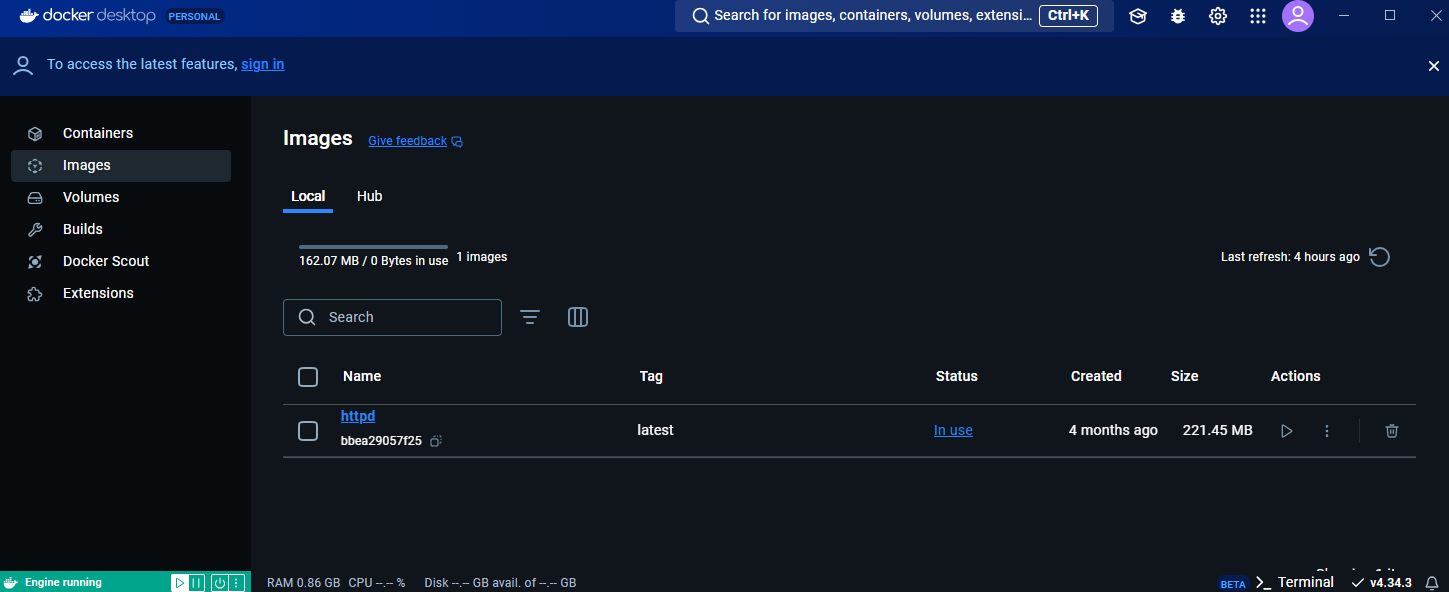 docker desktop PERSONAL
Search for images, containers, volumes, extensi... Ctrl+K
To access the latest features, sign in
Containers
Images
Volumes
Builds
Docker Scout
Extensions
Images Give feedback
Local Hub
162.07 MB / 0 Bytes in use 1 images
Last refresh: 4 hours ago
Search
Name Tag Status Created Size Actions
httpd
bbea29057f25
latest In use 4 months ago 221.45 MB
Engine running
RAM 0.86 GB CPU --.-- % Disk --.-- GB avail. of --.-- GB
BETA >_ Terminal v4.34.3